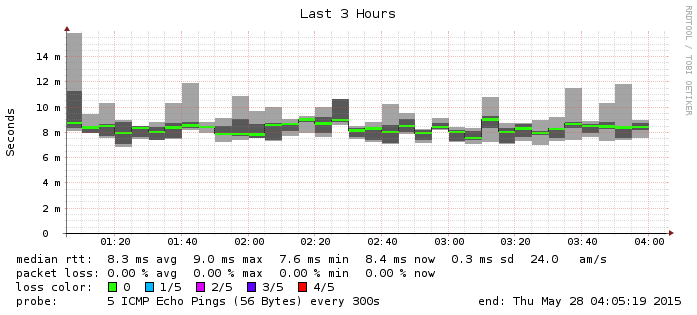 Last 3 Hours
RRDTOOL / TOBI OETIKER
Seconds
14 m
12 m
10 m
8 m
6 m
4 m
2 m
0
01:20 01:40 02:00 02:20 02:40 03:00 03:20 03:40 04:00
median rtt: 8.3 ms avg 9.0 ms max 7.6 ms min 8.4 ms now 0.3 ms sd 24.0 am/s
packet loss: 0.00 % avg 0.00 % max 0.00 % min 0.00 % now
loss color: 0 1/5 2/5 3/5 4/5
probe: 5 ICMP Echo Pings (56 Bytes) every 300s end: Thu May 28 04:05:19 2015